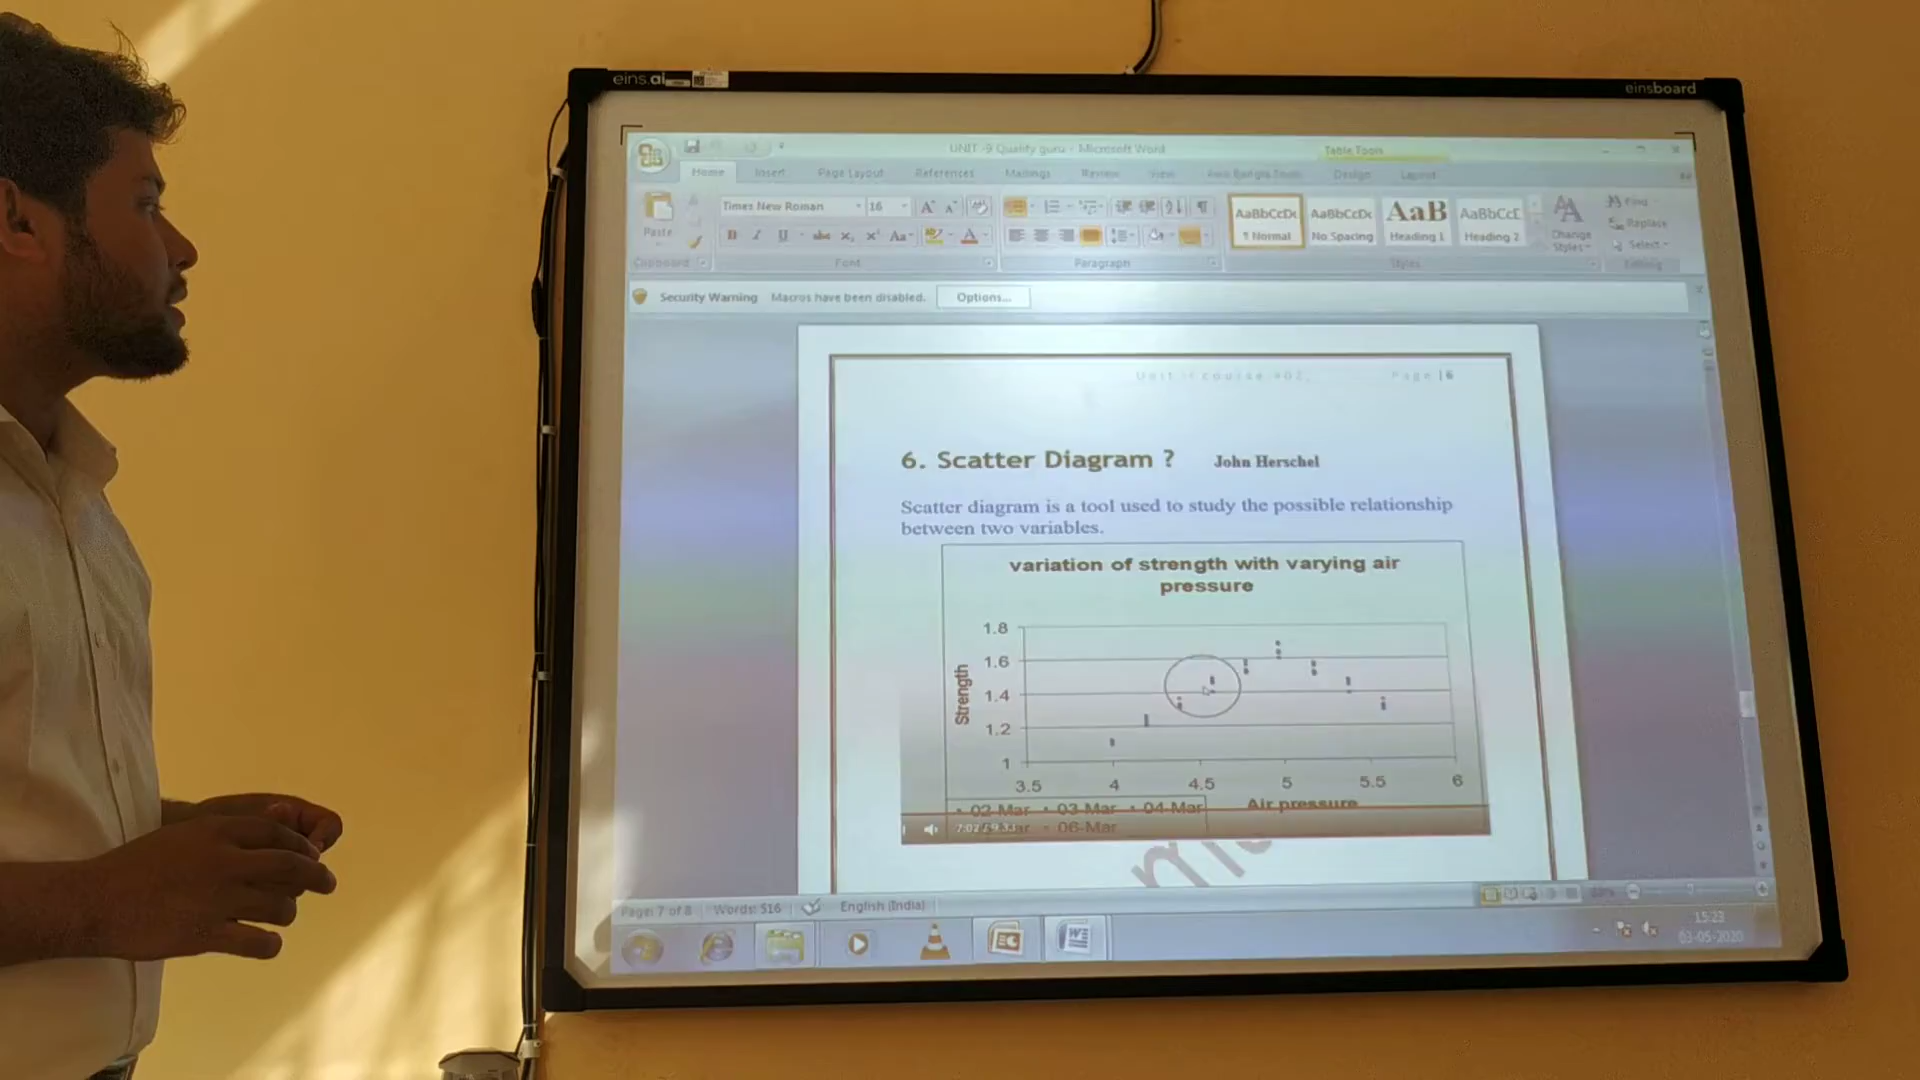 eins.ai
einsboard
UNIT -9 Quality guru - Microsoft Word
Table Tools
Home Insert Page Layout References Mailings Review View Design Layout
Paste
Times New Roman 16
AaBbCcDc AaBbCcDc AaB AaBbCcC
¶ Normal No Spacing Heading 1 Heading 2
Change
Styles
Find
Replace
Select
Clipboard Font Paragraph Styles Editing
Security Warning Macros have been disabled. Options...
Page | 6
6. Scatter Diagram ? John Herschel
Scatter diagram is a tool used to study the possible relationship
between two variables.
variation of strength with varying air
pressure
Strength
1.8
1.6
1.4
1.2
1
3.5 4 4.5 5 5.5 6
Air pressure
02-Mar 03-Mar 04-Mar
06-Mar
7:02
Page: 7 of 8 Words: 516 English (India)
15:23
03-05-2020